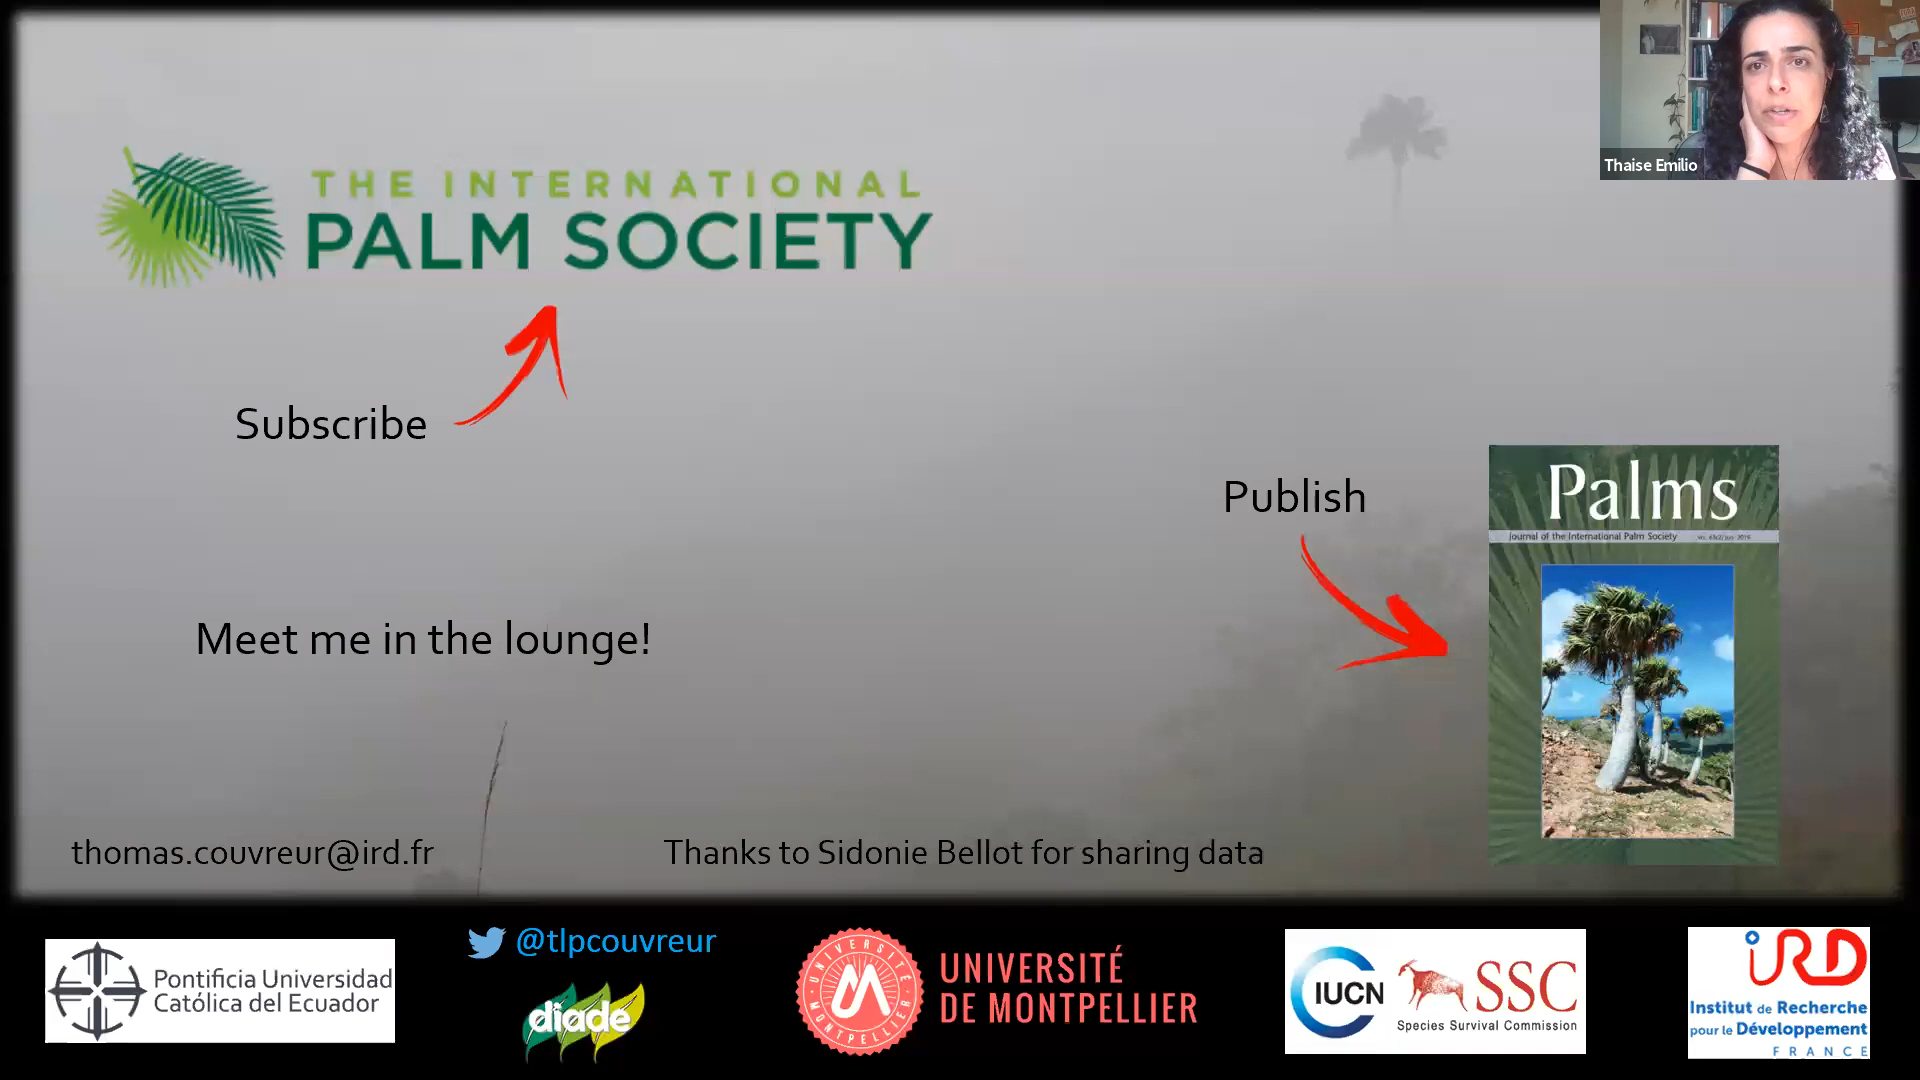 Thaise Emilio
THE INTERNATIONAL
PALM SOCIETY
Subscribe
Publish
Palms
Journal of the International Palm Society
Meet me in the lounge!
thomas.couvreur@ird.fr
Thanks to Sidonie Bellot for sharing data
Pontificia Universidad
Católica del Ecuador
@tlpcouvreur
diade
UNIVERSITÉ
MONTPELLIER
UNIVERSITÉ
DE MONTPELLIER
IUCN
SSC
Species Survival Commission
iRD
Institut de Recherche
pour le Développement
FRANCE